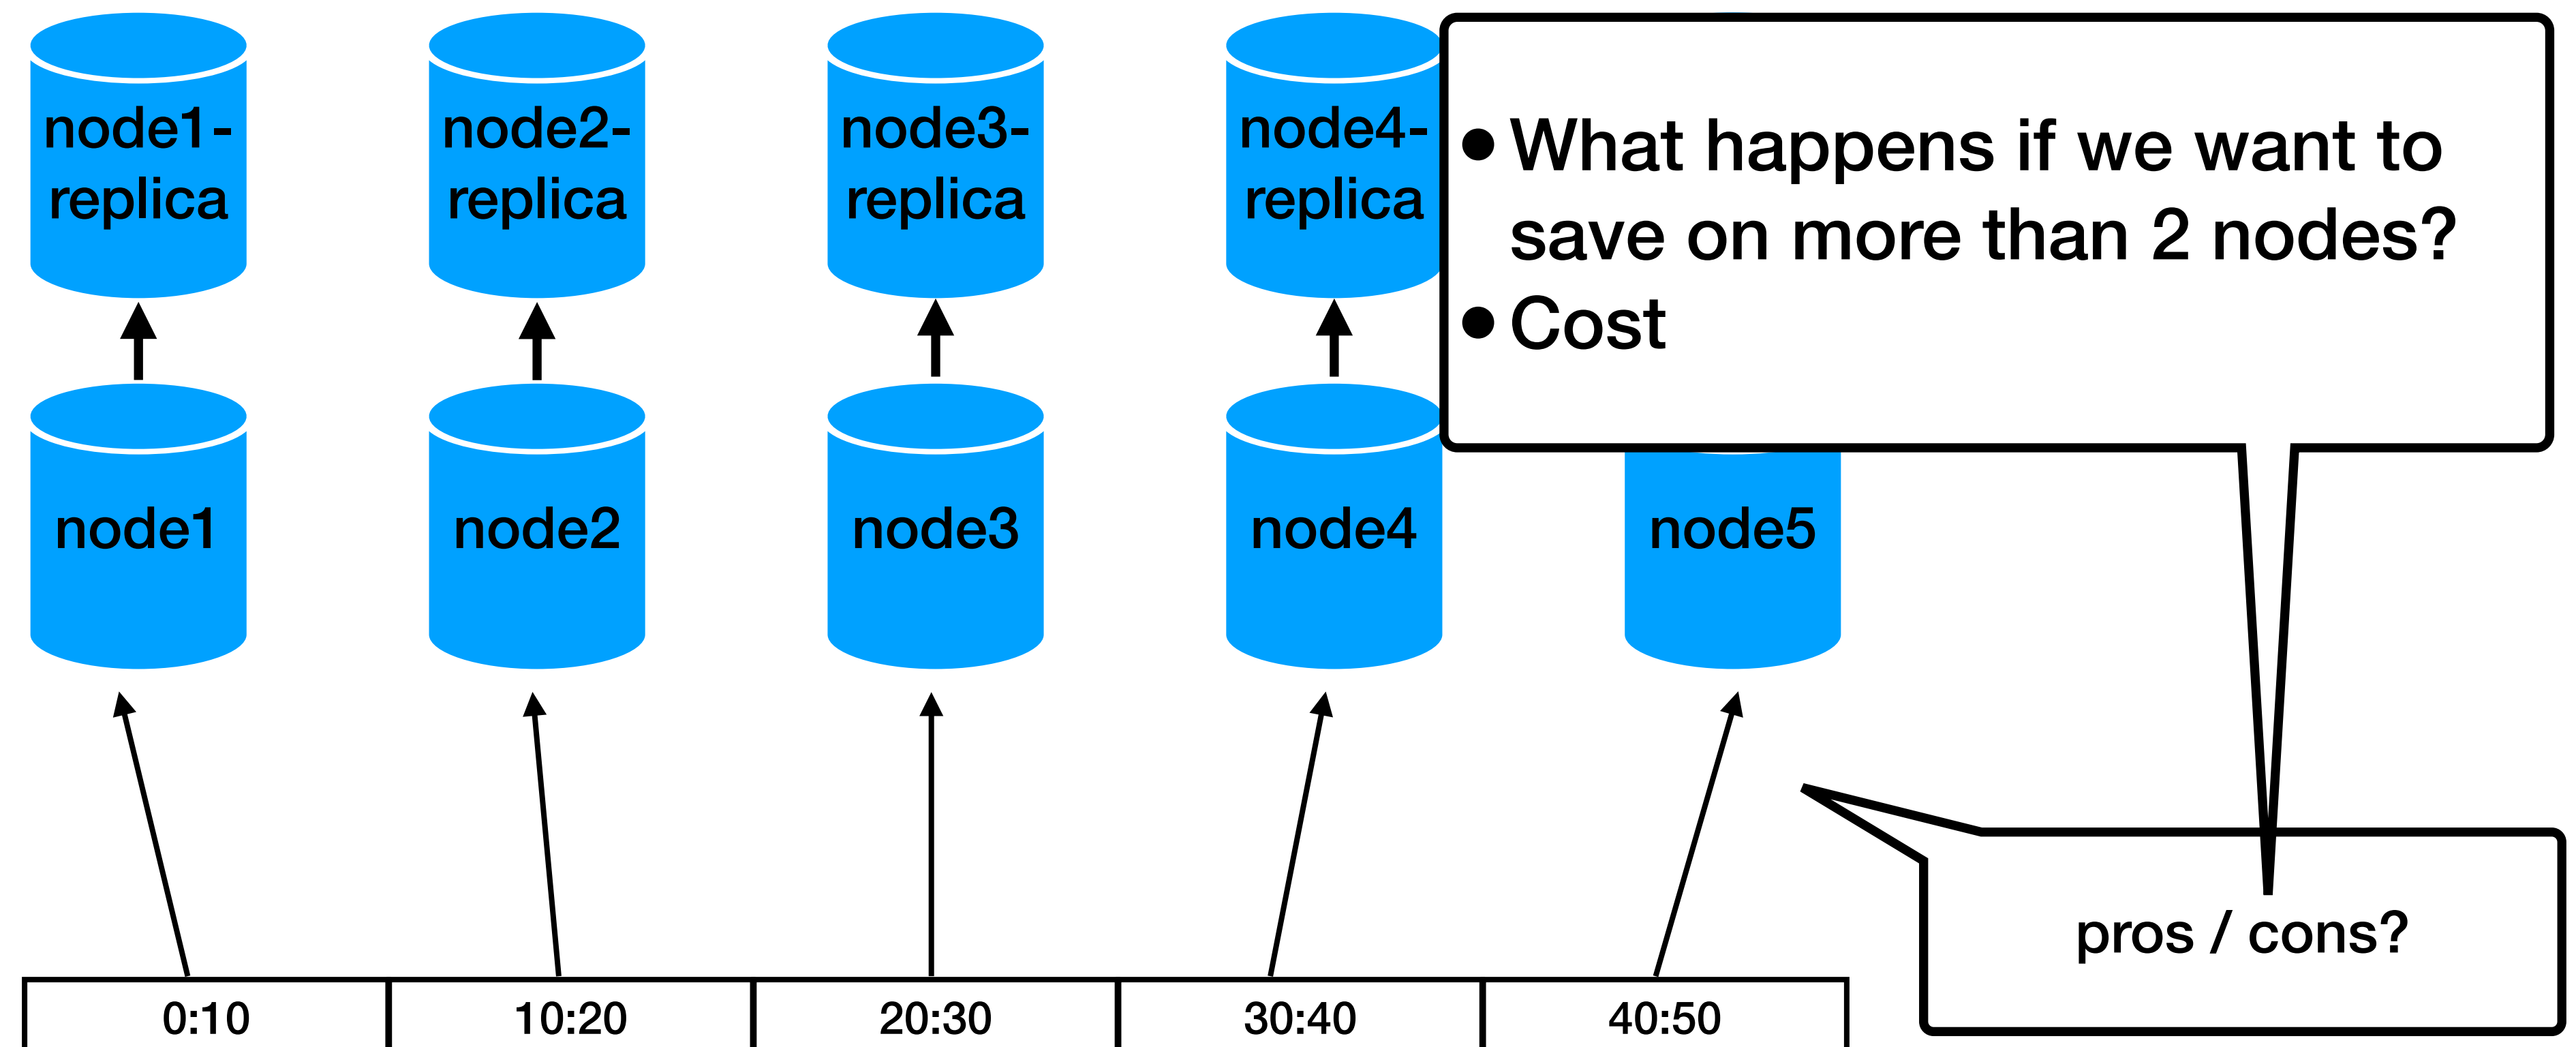 node1-
replica
node2-
replica
node3-
replica
node4-
replica
• What happens if we want to
save on more than 2 nodes?
• Cost
node1
node2
node3
node4
node5
pros / cons?
0:10
10:20
20:30
30:40
40:50